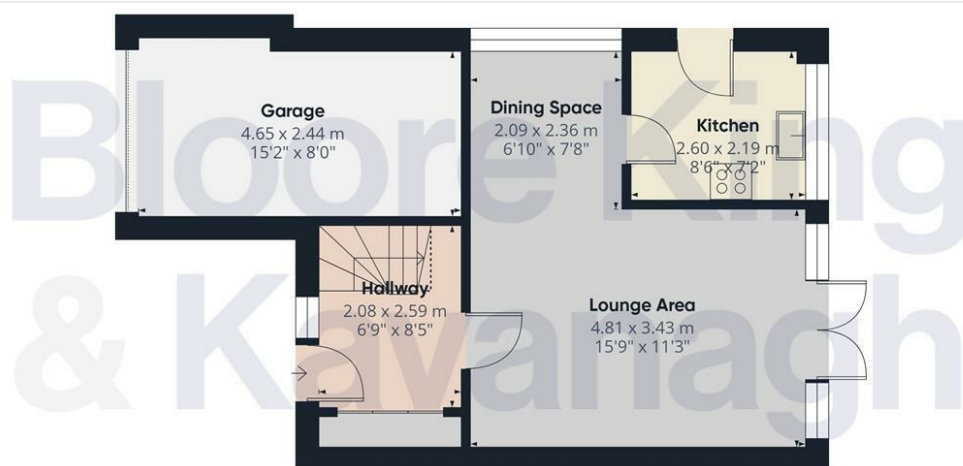 Bloore King
& Kavanagh
Garage
4.65 x 2.44 m
15'2" x 8'0"
Dining Space
2.09 x 2.36 m
6'10" x 7'8"
Kitchen
2.60 x 2.19 m
8'6" x 7'2"
Hallway
2.08 x 2.59 m
6'9" x 8'5"
Lounge Area
4.81 x 3.43 m
15'9" x 11'3"